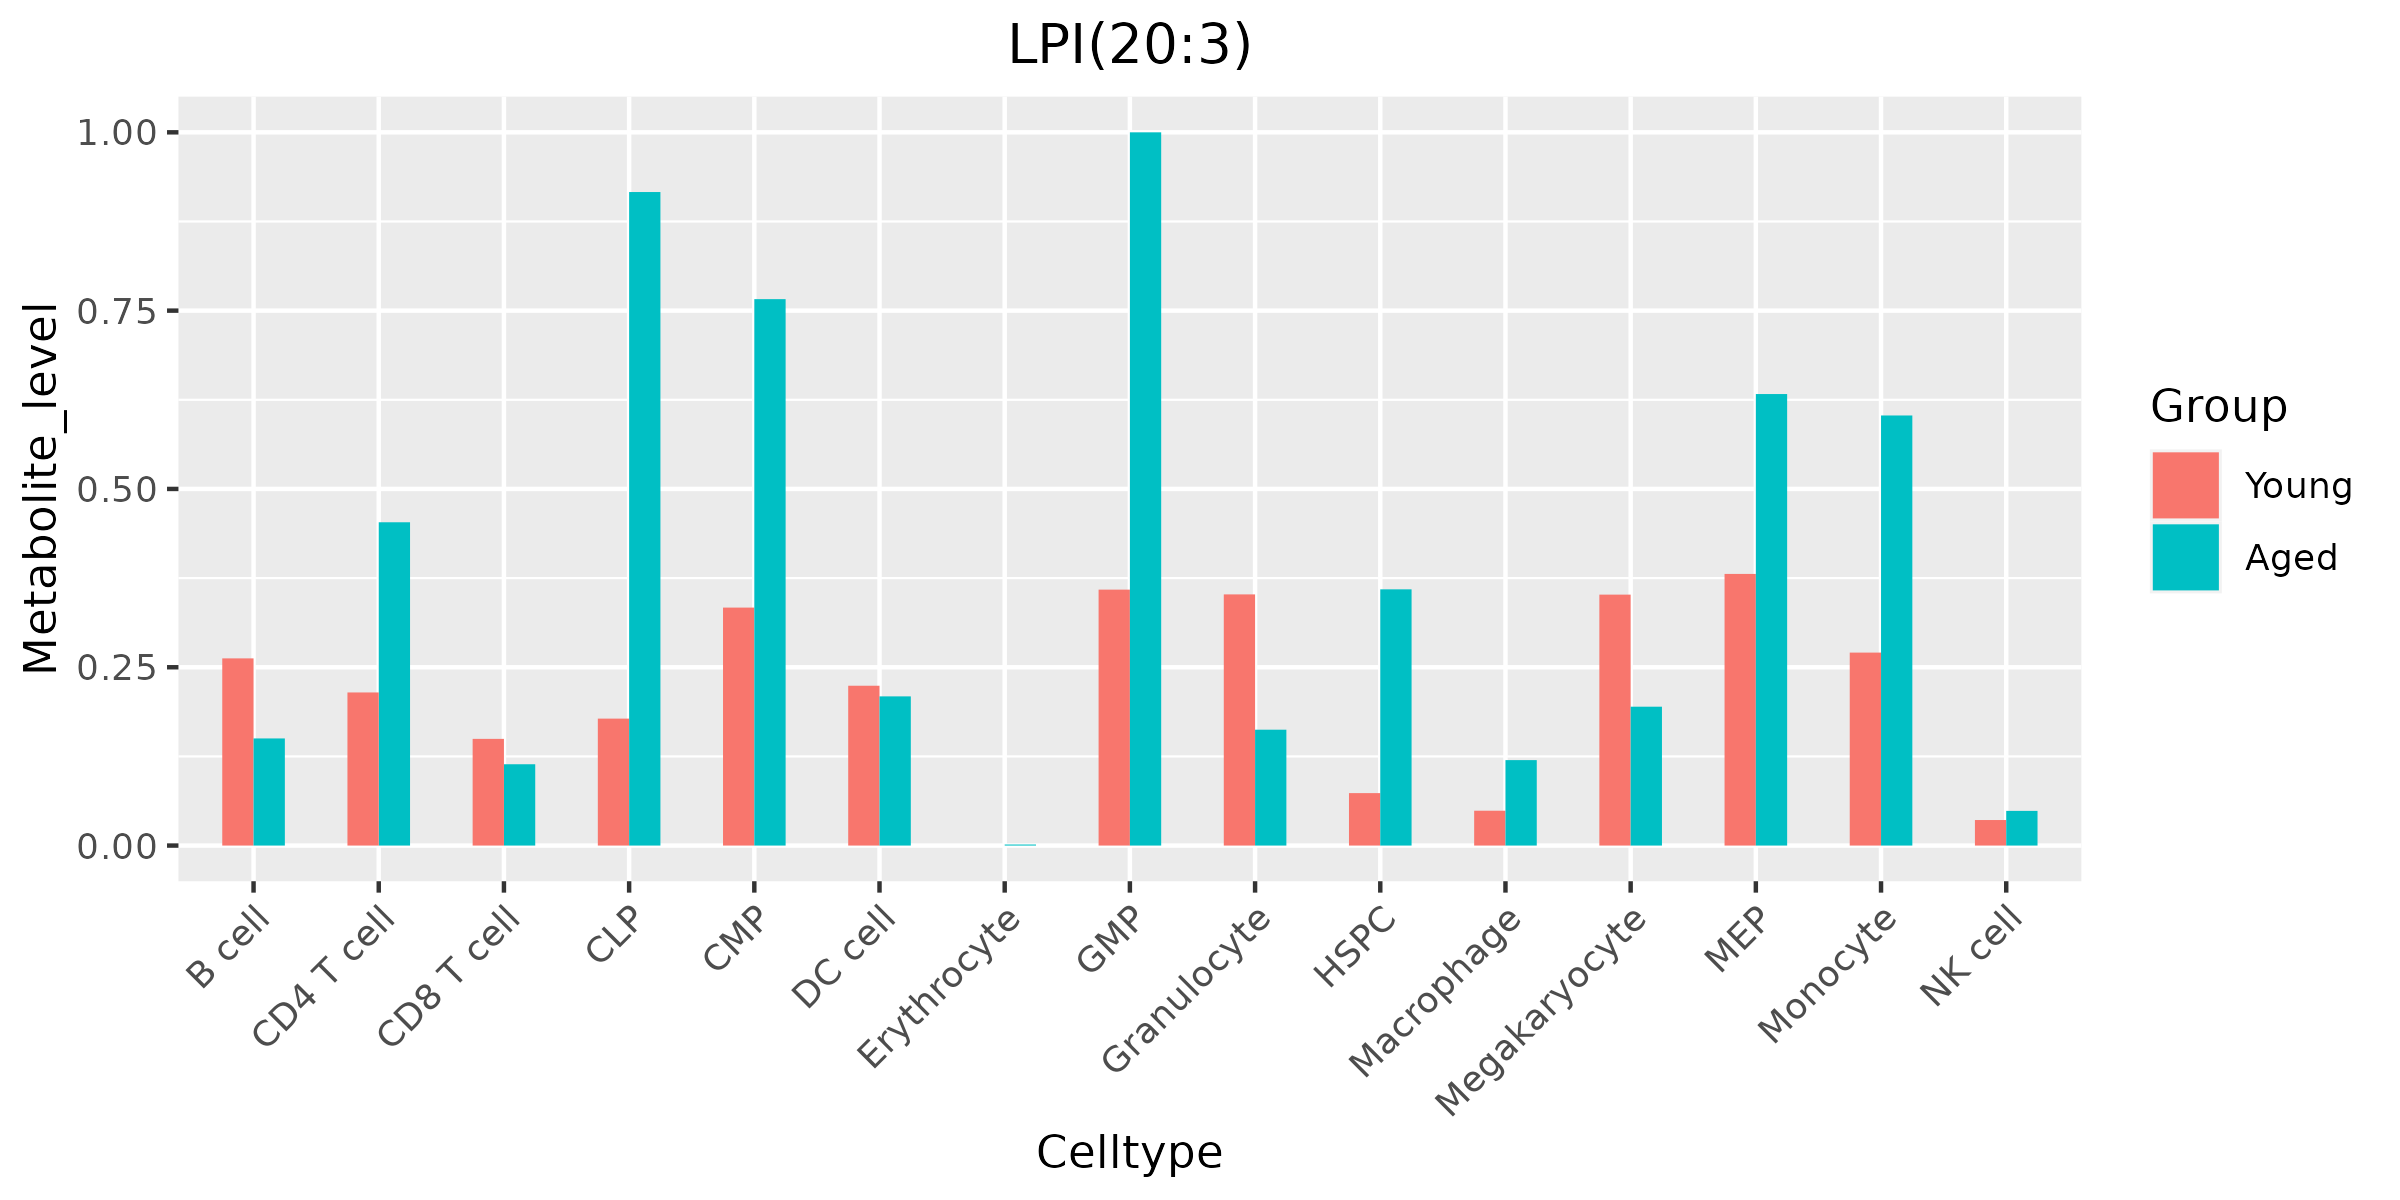 LPI(20:3)
Metabolite_level
1.00
0.75
0.50
0.25
0.00
B cell
CD4 T cell
CD8 T cell
CLP
CMP
DC cell
Erythrocyte
GMP
Granulocyte
HSPC
Macrophage
Megakaryocyte
MEP
Monocyte
NK cell
Celltype
Group
Young
Aged